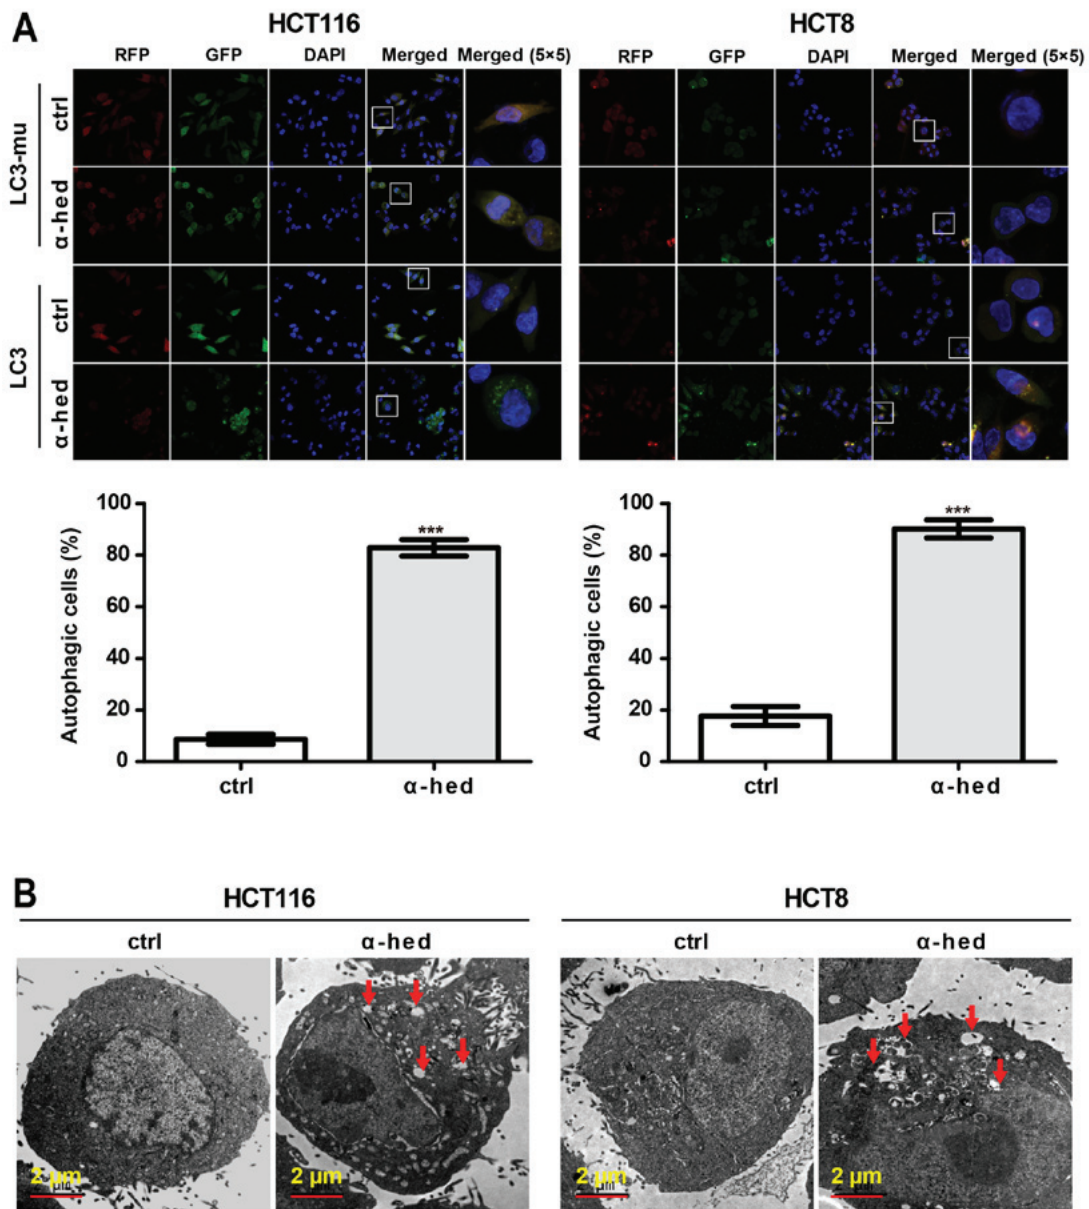 A
HCT116
HCT8
RFP GFP DAPI Merged Merged (5×5)
RFP GFP DAPI Merged Merged (5×5)
LC3-mu
ctrl
α-hed
LC3
ctrl
α-hed
Autophagic cells (%)
100
80
60
40
20
0
***
ctrl
α-hed
Autophagic cells (%)
100
80
60
40
20
0
***
ctrl
α-hed
B
HCT116
HCT8
ctrl
α-hed
ctrl
α-hed
2 μm
2 μm
2 μm
2 μm